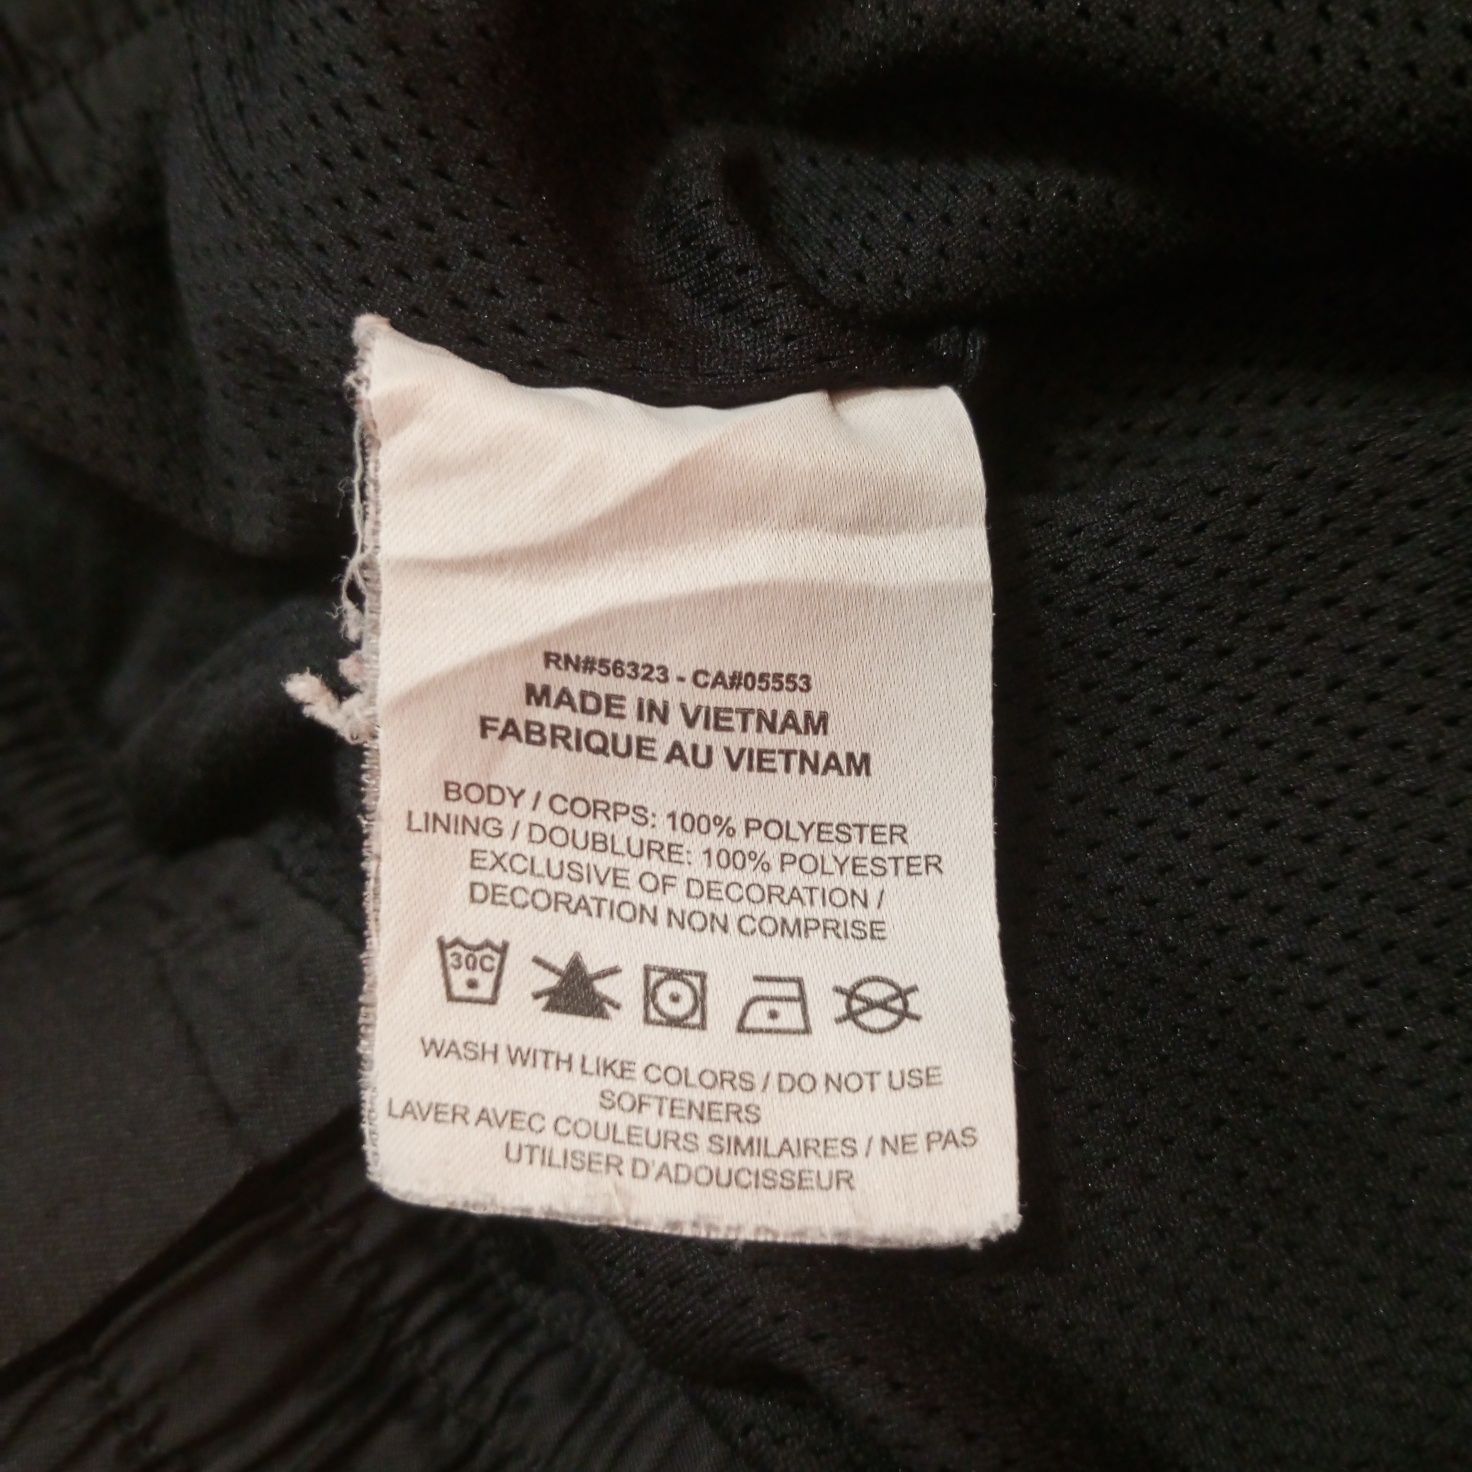 RN#56323 - CA#05553
MADE IN VIETNAM
FABRIQUE AU VIETNAM
BODY / CORPS: 100% POLYESTER
LINING / DOUBLURE: 100% POLYESTER
EXCLUSIVE OF DECORATION /
DECORATION NON COMPRISE
30C
WASH WITH LIKE COLORS / DO NOT USE
SOFTENERS
LAVER AVEC COULEURS SIMILAIRES / NE PAS
UTILISER D'ADOUCISSEUR